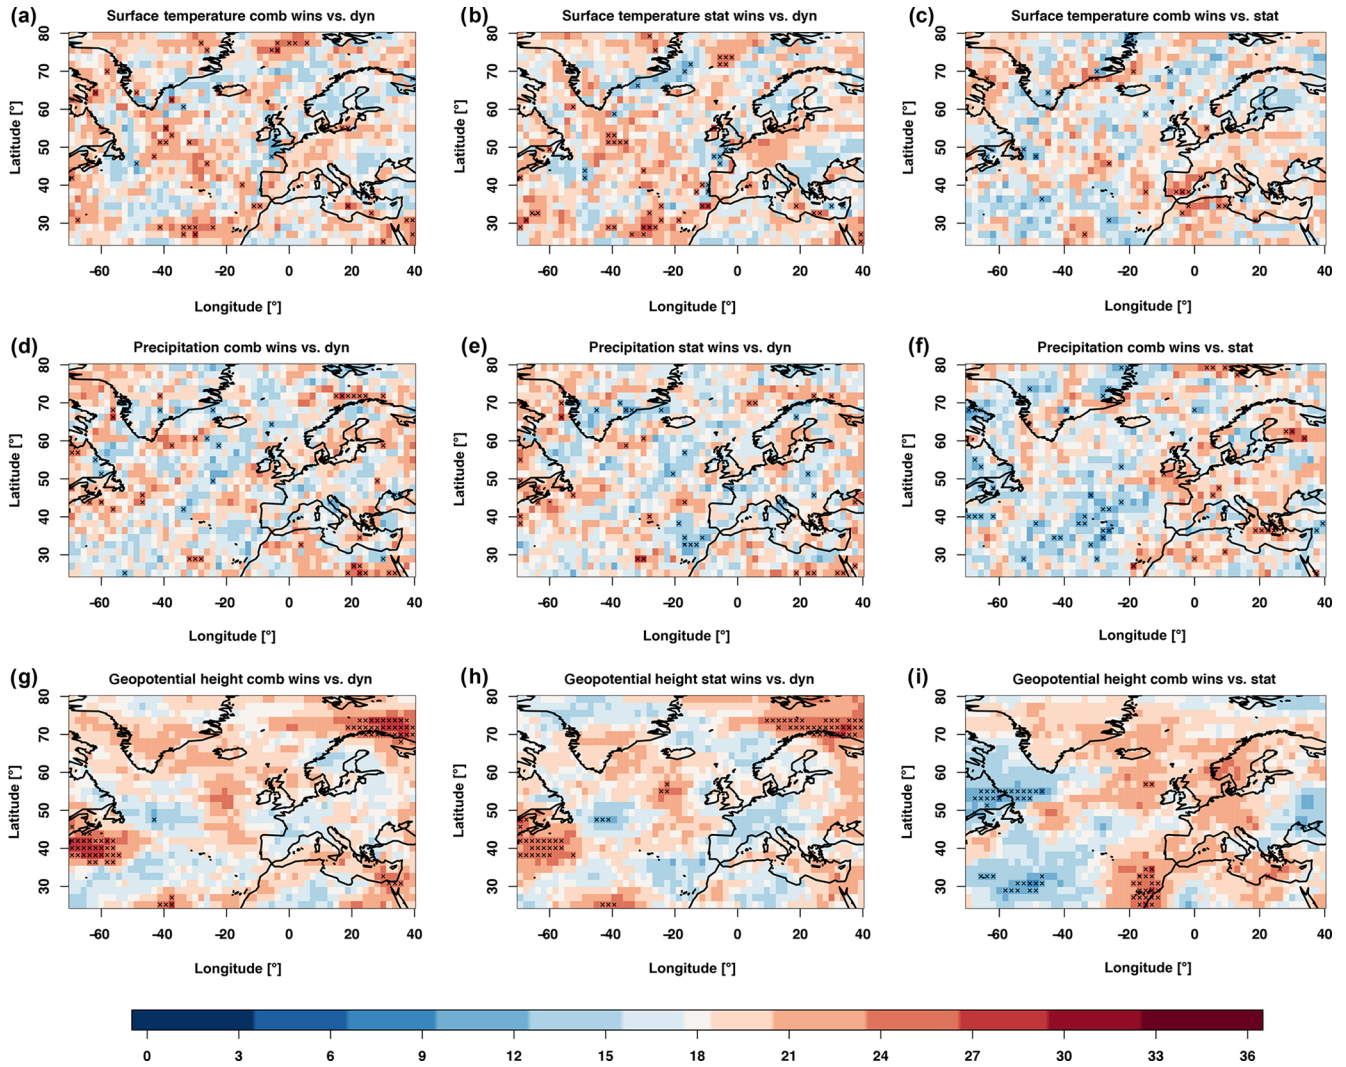 (a) Surface temperature comb wins vs. dyn
(b) Surface temperature stat wins vs. dyn
(c) Surface temperature comb wins vs. stat
80 70 60 50 40 30
Latitude [°]
80 70 60 50 40 30
Latitude [°]
80 70 60 50 40 30
Latitude [°]
−60 −40 −20 0 20 40
−60 −40 −20 0 20 40
−60 −40 −20 0 20 40
Longitude [°]
Longitude [°]
Longitude [°]
(d) Precipitation comb wins vs. dyn
(e) Precipitation stat wins vs. dyn
(f) Precipitation comb wins vs. stat
80 70 60 50 40 30
Latitude [°]
80 70 60 50 40 30
Latitude [°]
80 70 60 50 40 30
Latitude [°]
−60 −40 −20 0 20 40
−60 −40 −20 0 20 40
−60 −40 −20 0 20 40
Longitude [°]
Longitude [°]
Longitude [°]
(g) Geopotential height comb wins vs. dyn
(h) Geopotential height stat wins vs. dyn
(i) Geopotential height comb wins vs. stat
80 70 60 50 40 30
Latitude [°]
80 70 60 50 40 30
Latitude [°]
80 70 60 50 40 30
Latitude [°]
−60 −40 −20 0 20 40
−60 −40 −20 0 20 40
−60 −40 −20 0 20 40
Longitude [°]
Longitude [°]
Longitude [°]
0 3 6 9 12 15 18 21 24 27 30 33 36